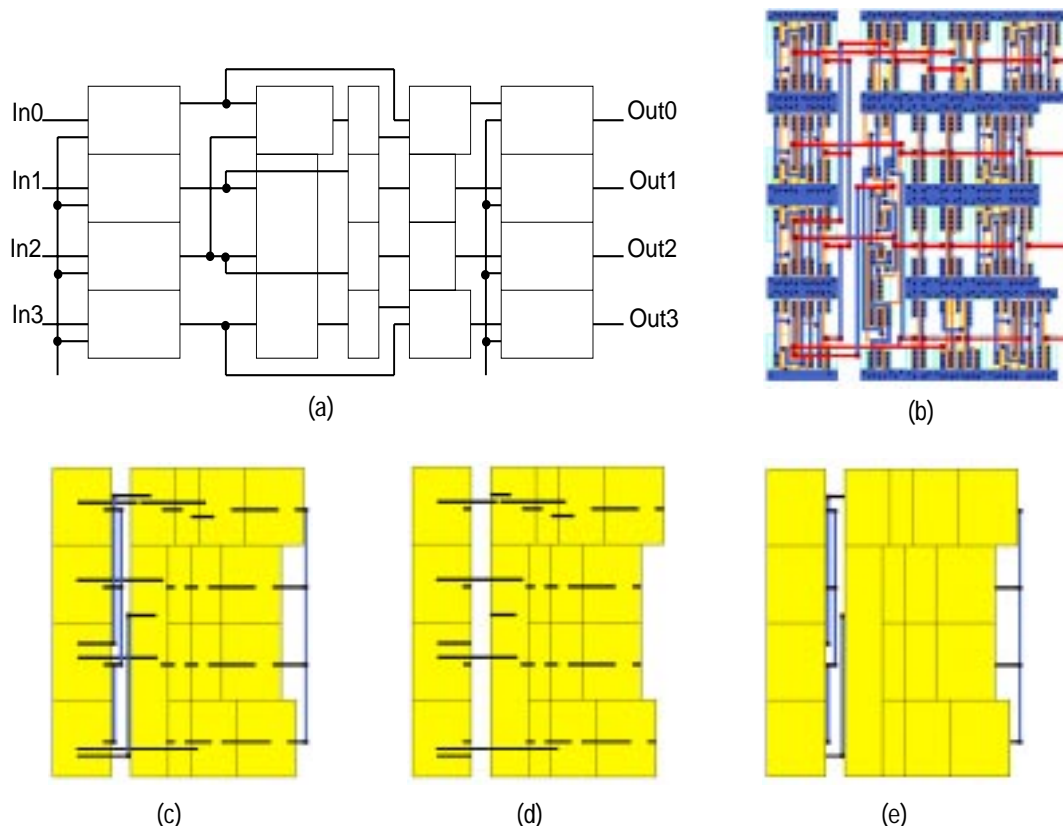 In0
Out0
In1
Out1
In2
Out2
In3
Out3
(a)
(b)
(c)
(d)
(e)